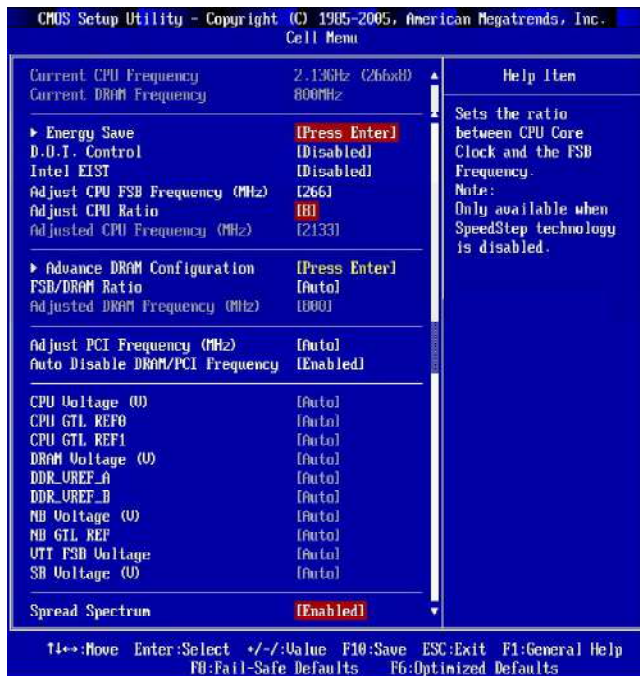 CMOS Setup Utility - Copyright (C) 1985-2005, American Megatrends, Inc.
Cell Menu
Current CPU Frequency 2.13GHz (266x8)
Current DRAM Frequency 800MHz
Energy Save [Press Enter]
D.O.T. Control [Disabled]
Intel EIST [Disabled]
Adjust CPU FSB Frequency (MHz) [266]
Adjust CPU Ratio [8]
Adjusted CPU Frequency (MHz) [2133]
Advance DRAM Configuration [Press Enter]
FSB/DRAM Ratio [Auto]
Adjusted DRAM Frequency (MHz) [800]
Adjust PCI Frequency (MHz) [Auto]
Auto Disable DRAM/PCI Frequency [Enabled]
CPU Voltage (V) [Auto]
CPU GTL REF0 [Auto]
CPU GTL REF1 [Auto]
DRAM Voltage (V) [Auto]
DDR_VREF_A [Auto]
DDR_VREF_B [Auto]
NB Voltage (V) [Auto]
NB GTL REF [Auto]
VTT FSB Voltage [Auto]
SB Voltage (V) [Auto]
Spread Spectrum [Enabled]
Help Item
Sets the ratio
between CPU Core
Clock and the FSB
Frequency.
Note:
Only available when
SpeedStep technology
is disabled.
↑↓←→:Move Enter:Select +/-/:Value F10:Save ESC:Exit F1:General Help
F8:Fail-Safe Defaults F6:Optimized Defaults